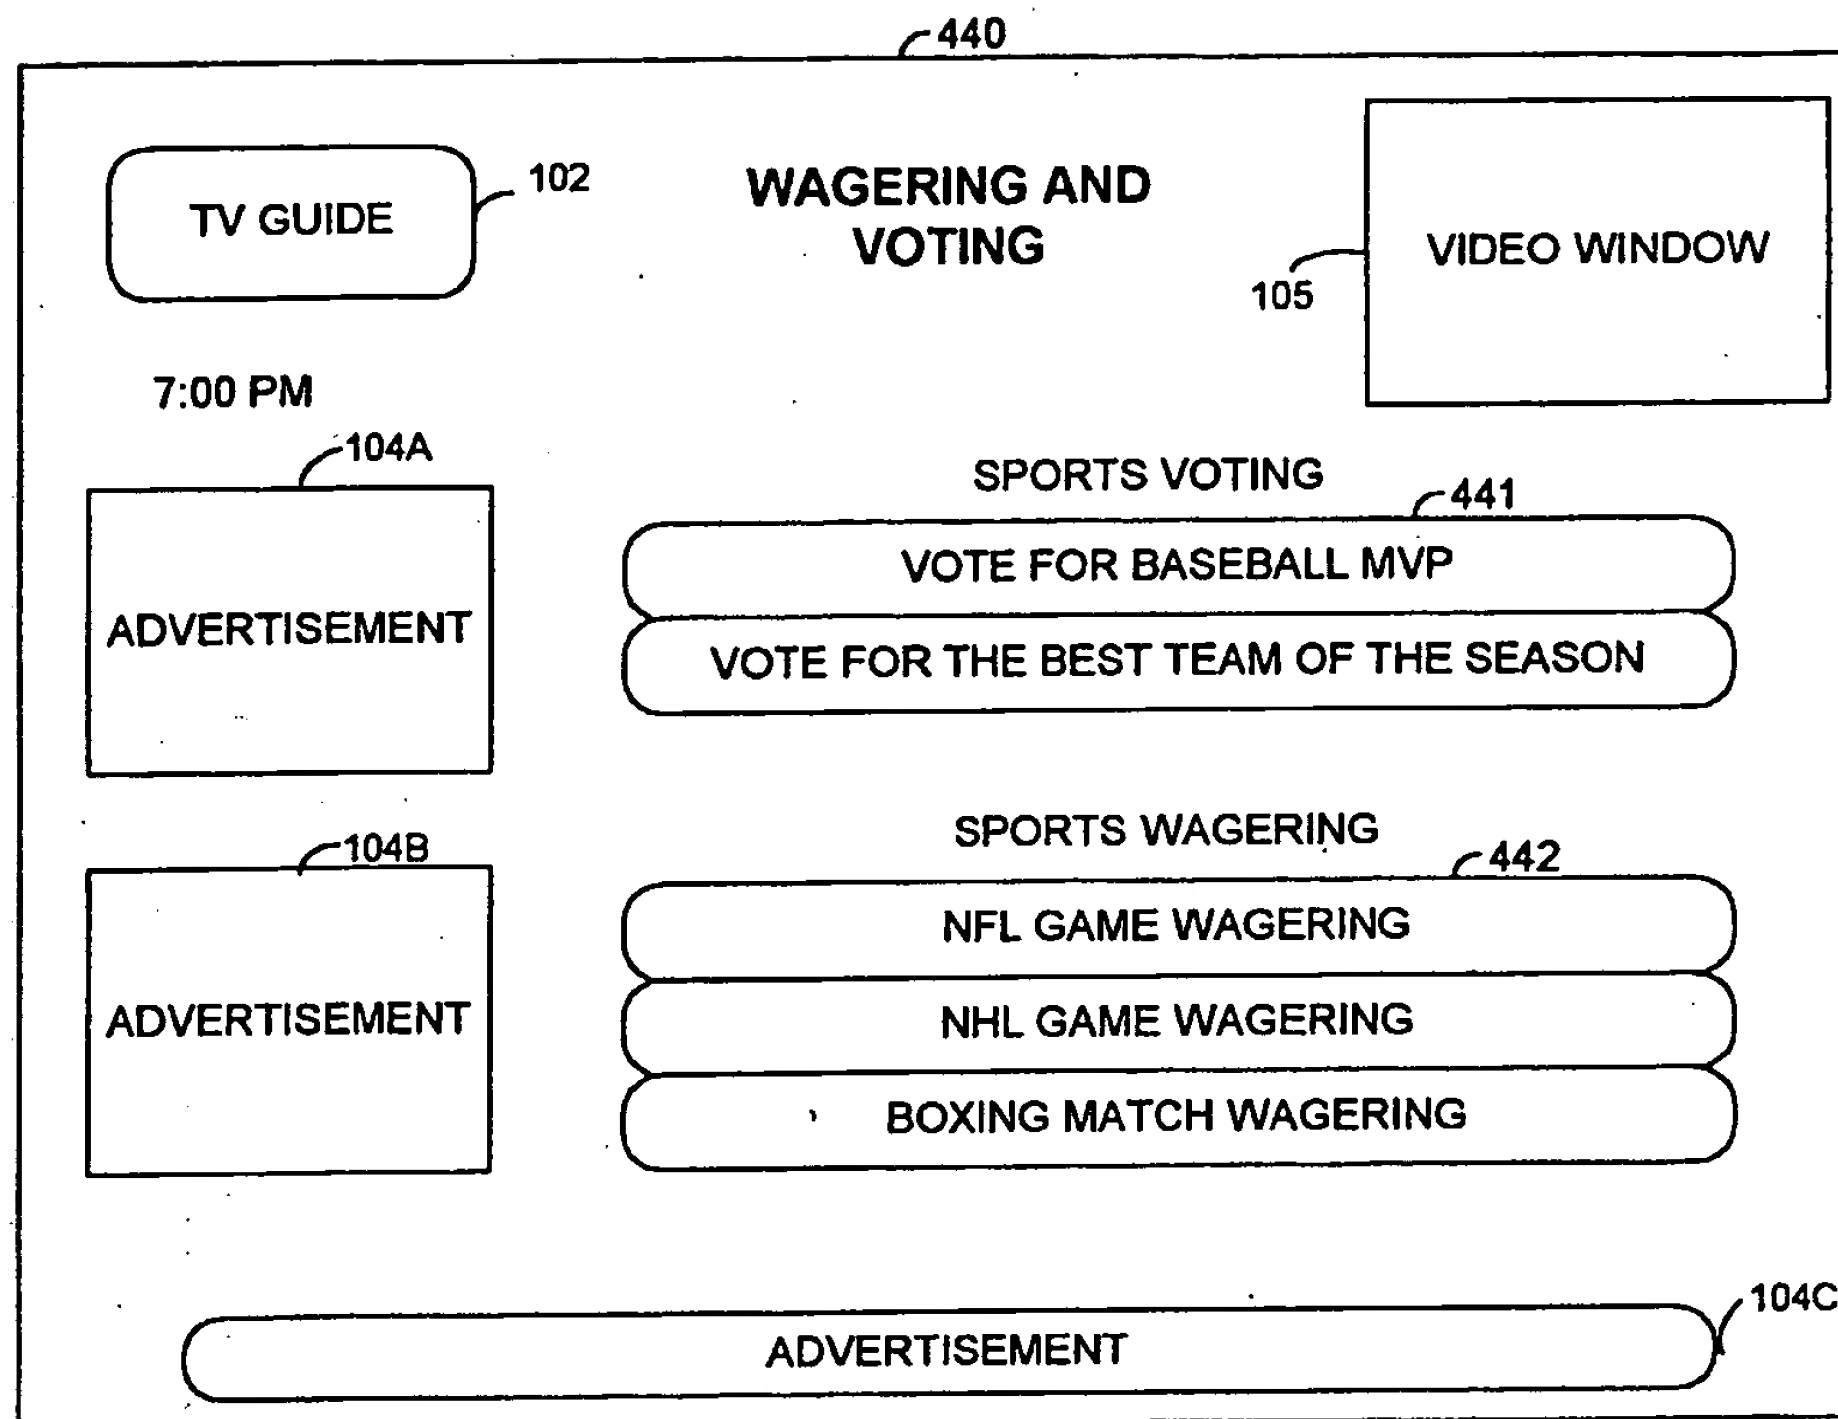 440
TV GUIDE
102
WAGERING AND
VOTING
VIDEO WINDOW
105
7:00 PM
104A
ADVERTISEMENT
SPORTS VOTING
441
VOTE FOR BASEBALL MVP
VOTE FOR THE BEST TEAM OF THE SEASON
104B
ADVERTISEMENT
SPORTS WAGERING
442
NFL GAME WAGERING
NHL GAME WAGERING
BOXING MATCH WAGERING
ADVERTISEMENT
104C